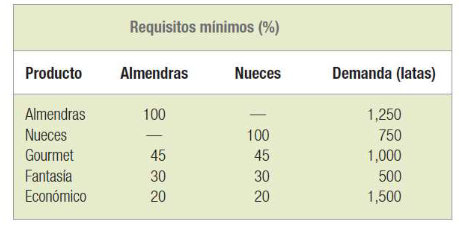 Requisitos mínimos (%)
Producto Almendras Nueces Demanda (latas)
Almendras 100 — 1,250
Nueces — 100 750
Gourmet 45 45 1,000
Fantasía 30 30 500
Económico 20 20 1,500